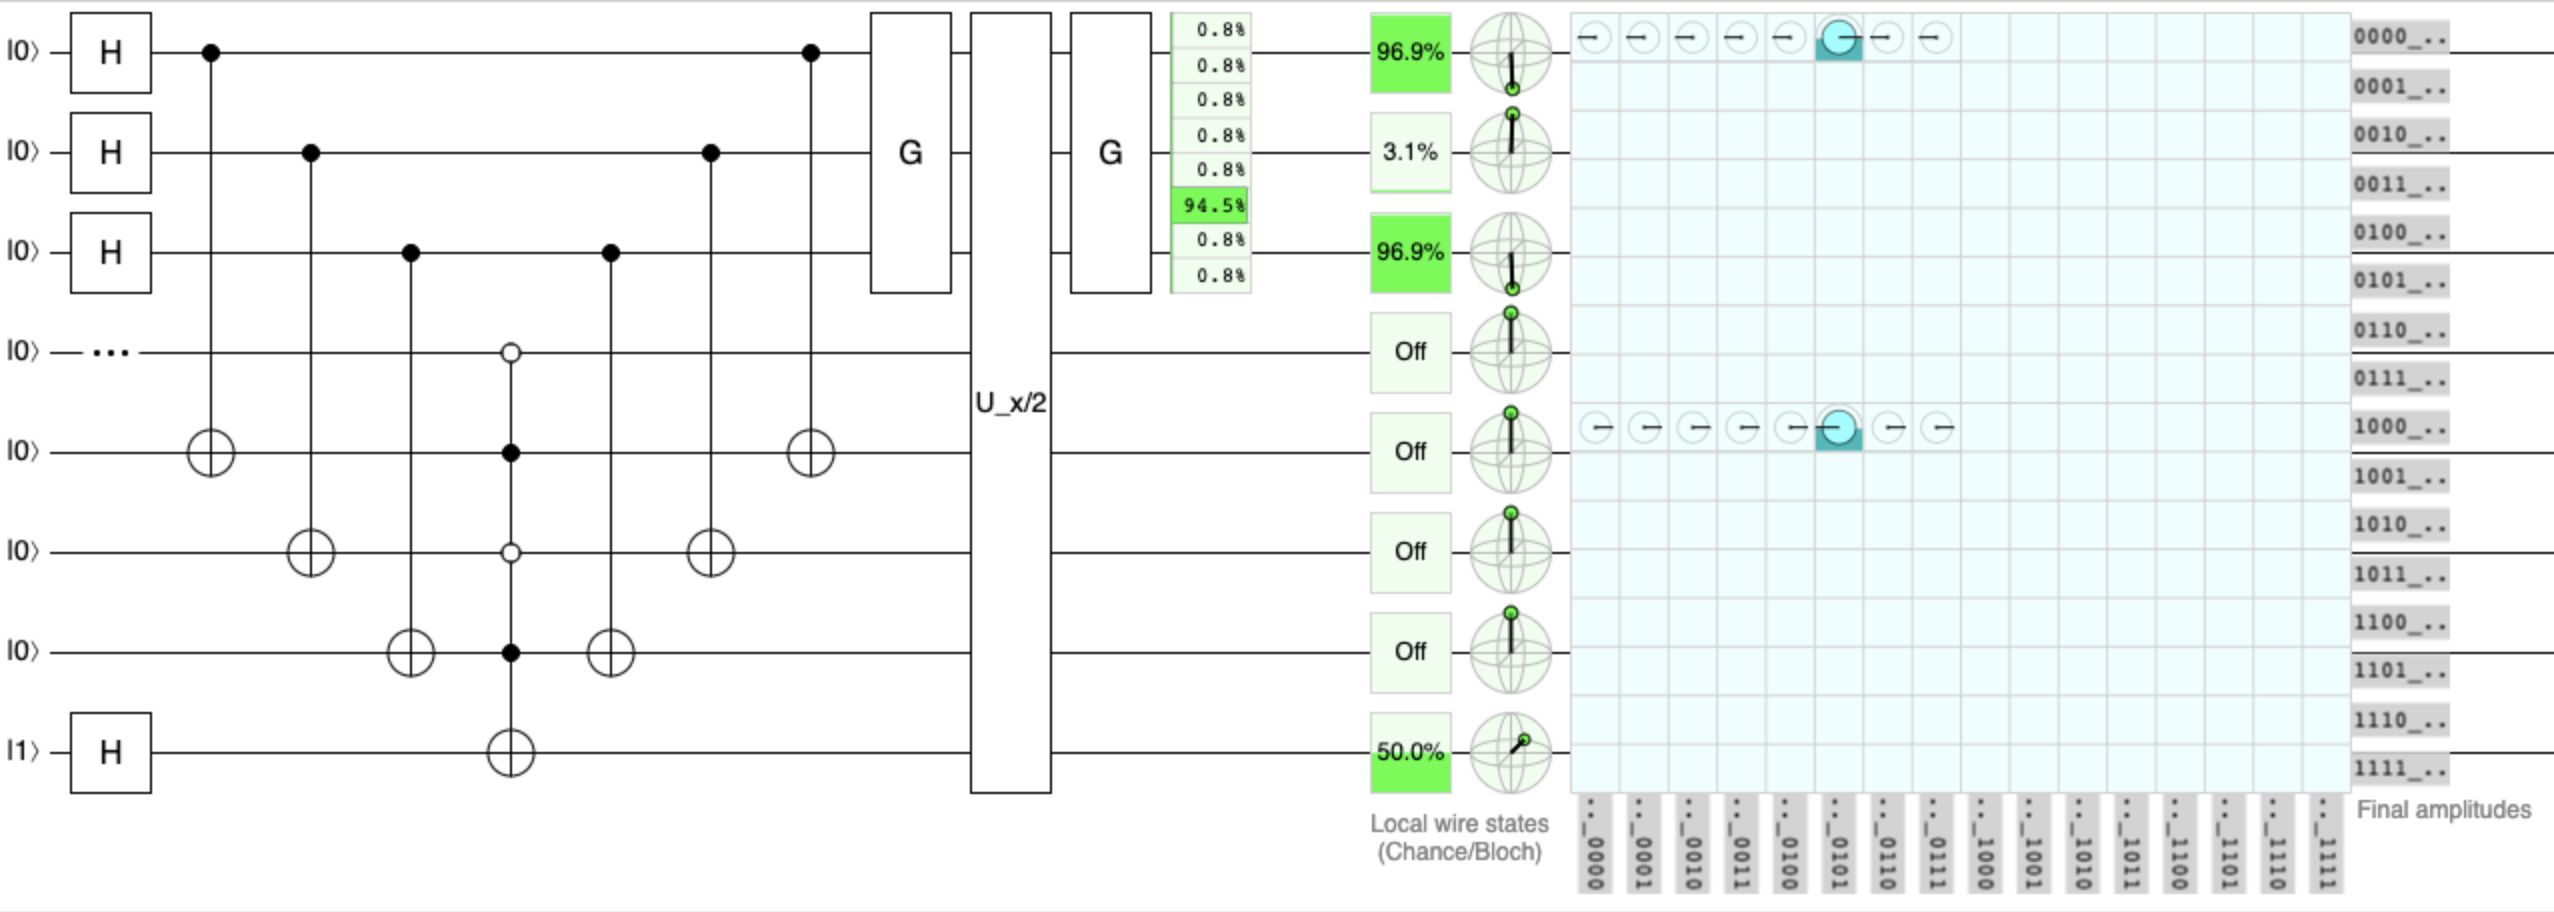 |0⟩ H 0.8% 96.9% 0000_..
0.8% 0001_..
0.8% 0010_..
|0⟩ H G G 0.8% 3.1%
0.8% 0011_..
94.5% 0100_..
|0⟩ H 0.8% 96.9% 0101_..
0.8%
|0⟩ ... Off 0110_..
0111_..
U_x/2
|0⟩ Off 1000_..
1001_..
|0⟩ Off 1010_..
1011_..
1100_..
|0⟩ Off 1101_..
1110_..
|1⟩ H 50.0% 1111_..
Local wire states
(Chance/Bloch)
.._0000 .._0001 .._0010 .._0011 .._0100 .._0101 .._0110 .._0111 .._1000 .._1001 .._1010 .._1011 .._1100 .._1101 .._1110 .._1111
Final amplitudes